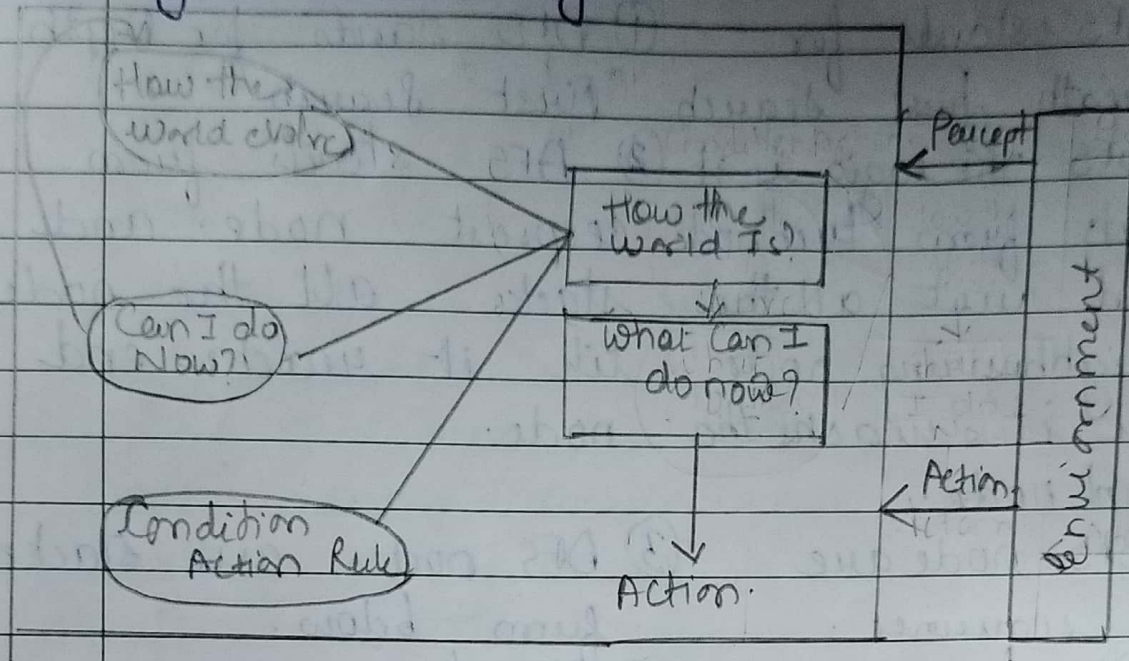 How the
World evolve
Percept
How the
World Is?
Can I do
Now?
What Can I
do now?
Environment
Action
Condition
Action Rule
Action.